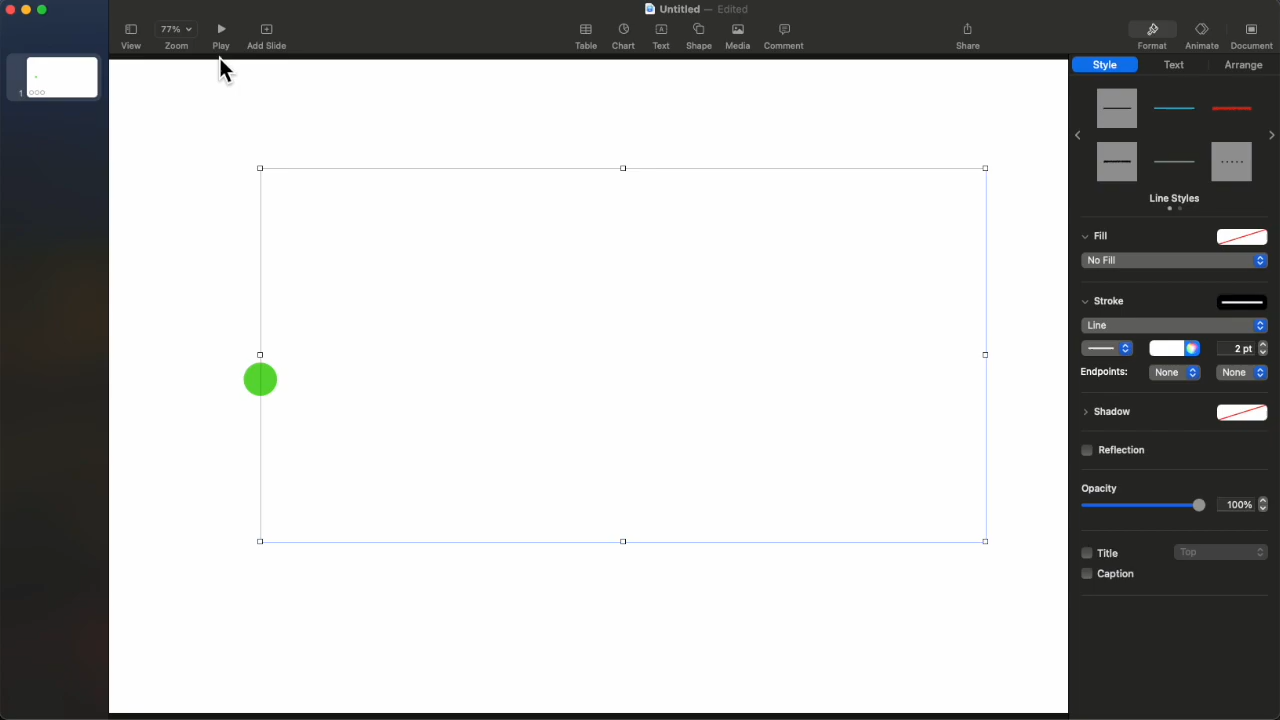 Untitled — Edited
77%
View Zoom Play Add Slide Table Chart Text Shape Media Comment Share Format Animate Document
Style Text Arrange
1
Line Styles
Fill
No Fill
Stroke
Line
2 pt
Endpoints: None None
Shadow
Reflection
Opacity
100%
Title Top
Caption